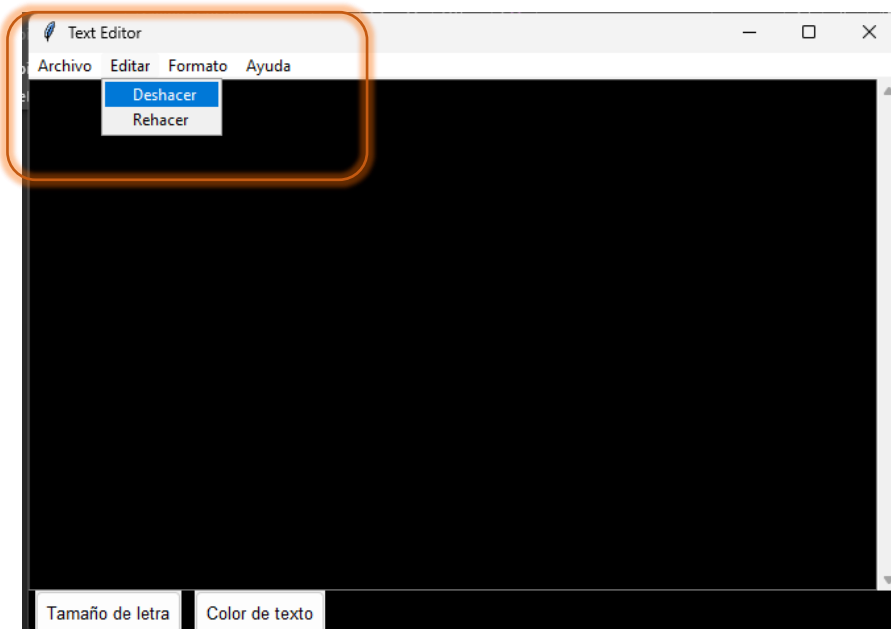 Text Editor
Archivo Editar Formato Ayuda
Deshacer
Rehacer
Tamaño de letra Color de texto